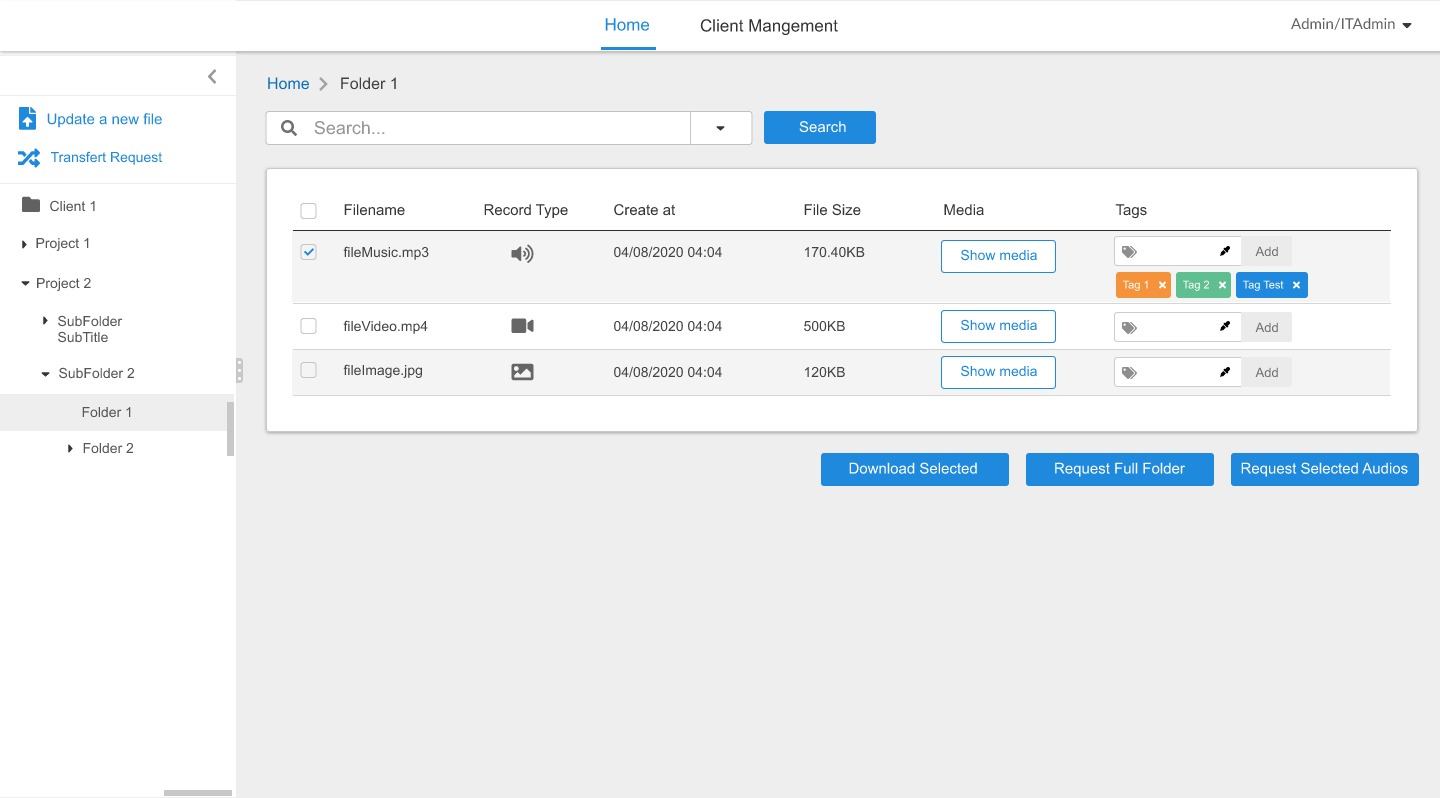 Home
Client Mangement
Admin/ITAdmin
Update a new file
Transfert Request
Client 1
Project 1
Project 2
SubFolder
SubTitle
SubFolder 2
Folder 1
Folder 2
Home
Folder 1
Search...
Search
Filename Record Type Create at File Size Media Tags
fileMusic.mp3 04/08/2020 04:04 170.40KB Show media Add
Tag 1 Tag 2 Tag Test
fileVideo.mp4 04/08/2020 04:04 500KB Show media Add
fileImage.jpg 04/08/2020 04:04 120KB Show media Add
Download Selected
Request Full Folder
Request Selected Audios